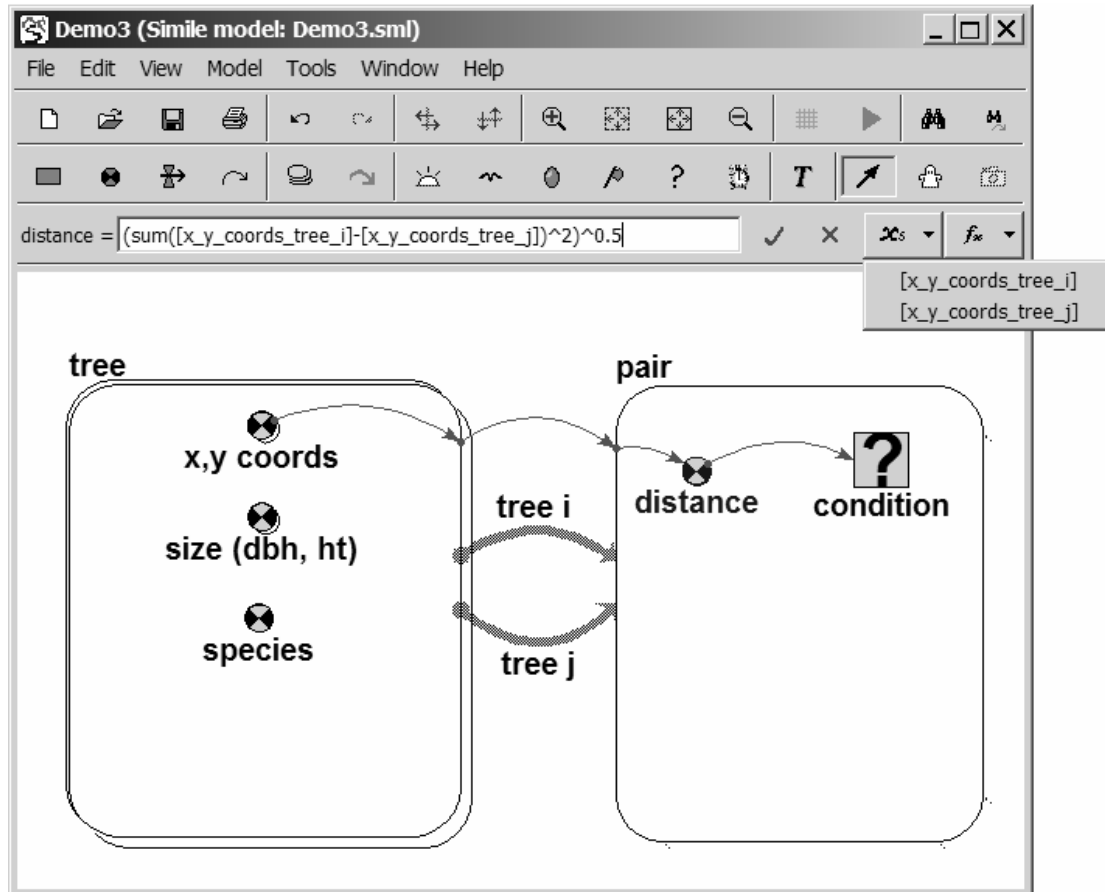 Demo3 (Simile model: Demo3.sml)
File Edit View Model Tools Window Help
distance = (sum([x_y_coords_tree_i]-[x_y_coords_tree_j])^2)^0.5
[x_y_coords_tree_i]
[x_y_coords_tree_j]
tree
pair
x,y coords
distance
condition
tree i
size (dbh, ht)
species
tree j